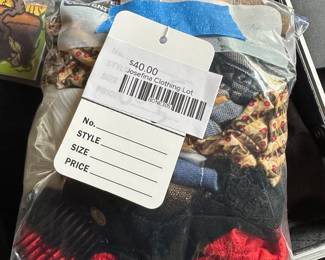 $40.00
Josefina Clothing Lot
No.
STYLE
SIZE
PRICE